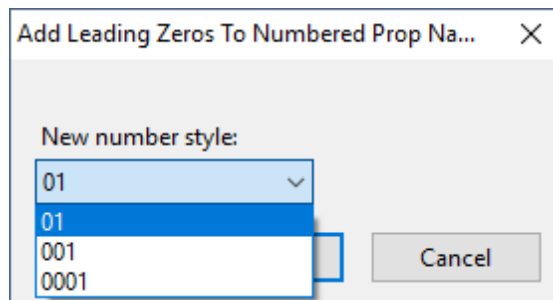 Add Leading Zeros To Numbered Prop Na...
New number style:
01
01
001
0001
Cancel